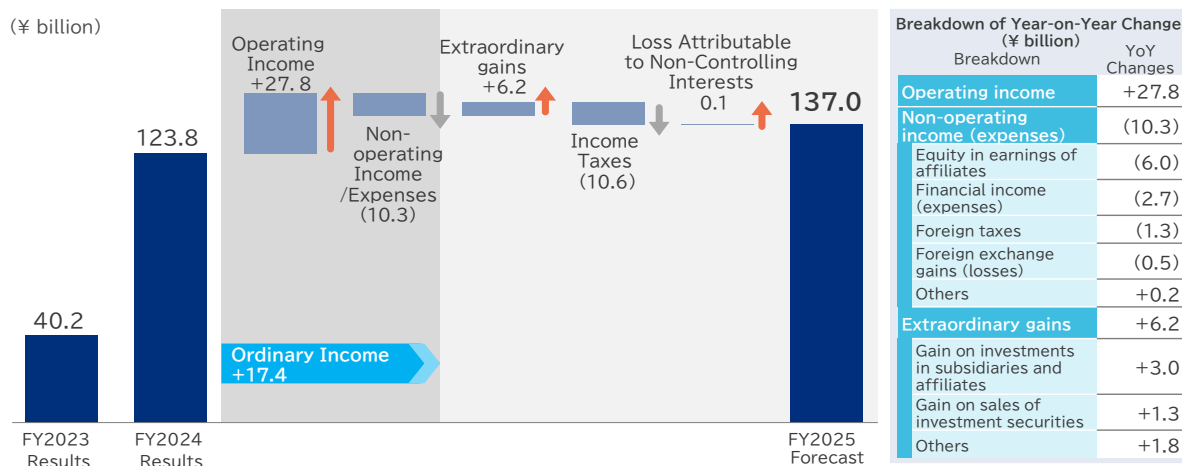 (¥ billion)
Operating
Income
+27.8
Non-
operating
Income
/Expenses
(10.3)
Extraordinary
gains
+6.2
Income
Taxes
(10.6)
Loss Attributable
to Non-Controlling
Interests
0.1
137.0
123.8
40.2
Ordinary Income
+17.4
FY2023
Results
FY2024
Results
FY2025
Forecast
Breakdown of Year-on-Year Change
(¥ billion)
Breakdown
YoY
Changes
Operating income +27.8
Non-operating
income (expenses) (10.3)
Equity in earnings of
affiliates (6.0)
Financial income
(expenses) (2.7)
Foreign taxes (1.3)
Foreign exchange
gains (losses) (0.5)
Others +0.2
Extraordinary gains +6.2
Gain on investments
in subsidiaries and
affiliates +3.0
Gain on sales of
investment securities +1.3
Others +1.8